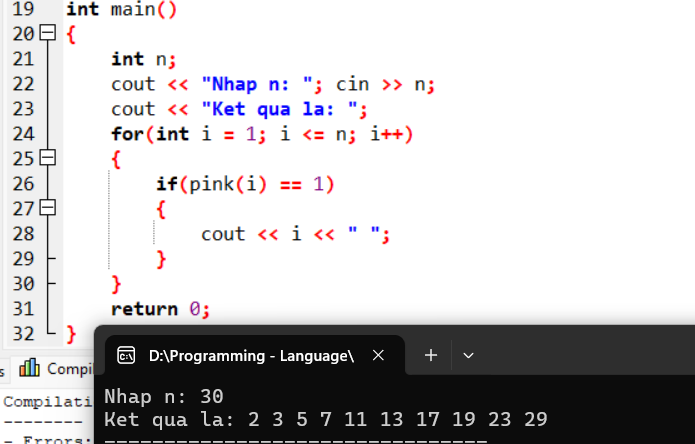 19 int main()
20 {
21 int n;
22 cout << "Nhap n: "; cin >> n;
23 cout << "Ket qua la: ";
24 for(int i = 1; i <= n; i++)
25 {
26 if(pink(i) == 1)
27 {
28 cout << i << " ";
29 }
30 }
31 return 0;
32 }
D:\Programming - Language\
Compi
Compilati
--------
- Errors:
Nhap n: 30
Ket qua la: 2 3 5 7 11 13 17 19 23 29
--------------------------------